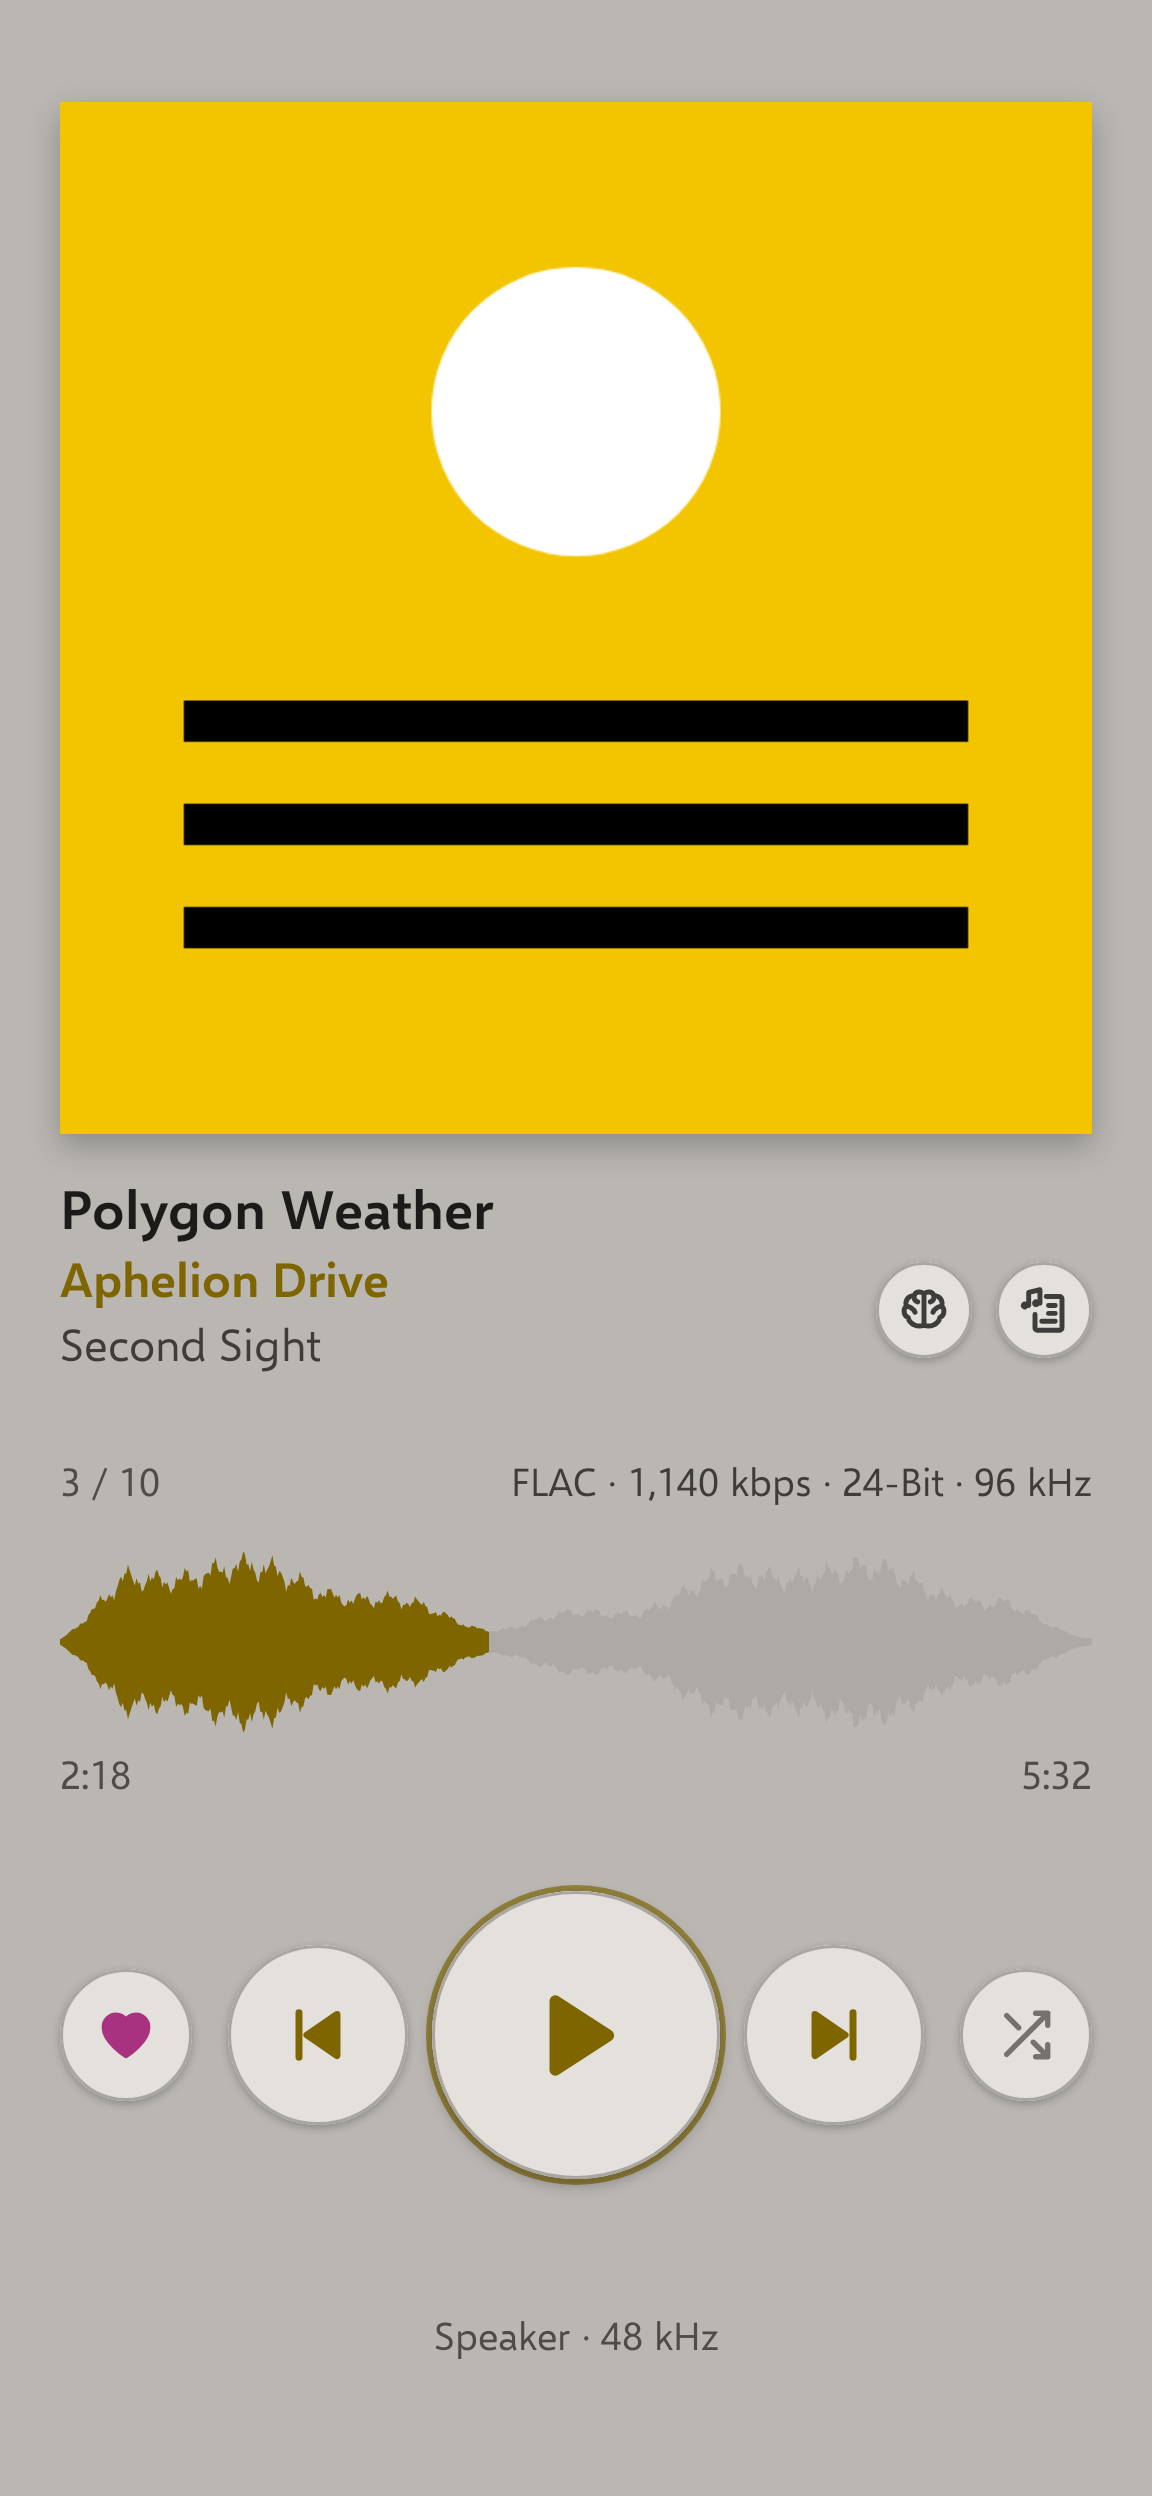 Polygon Weather
Aphelion Drive
Second Sight
3 / 10
FLAC · 1,140 kbps · 24-Bit · 96 kHz
2:18
5:32
Speaker · 48 kHz